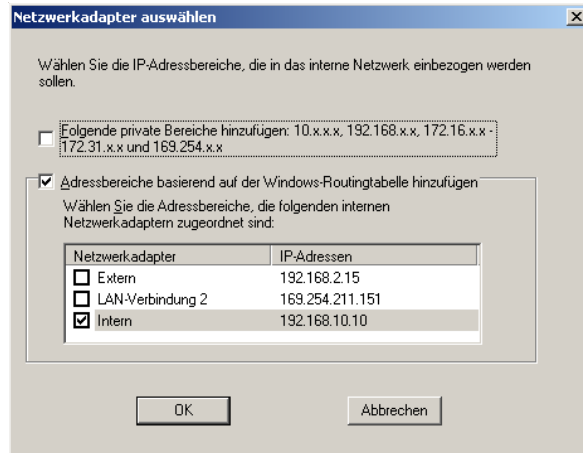 Netzwerkadapter auswählen
Wählen Sie die IP-Adressbereiche, die in das interne Netzwerk einbezogen werden
sollen.
Folgende private Bereiche hinzufügen: 10.x.x.x, 192.168.x.x, 172.16.x.x -
172.31.x.x und 169.254.x.x
Adressbereiche basierend auf der Windows-Routingtabelle hinzufügen
Wählen Sie die Adressbereiche, die folgenden internen
Netzwerkadaptern zugeordnet sind:
Netzwerkadapter IP-Adressen
Extern 192.168.2.15
LAN-Verbindung 2 169.254.211.151
Intern 192.168.10.10
OK Abbrechen